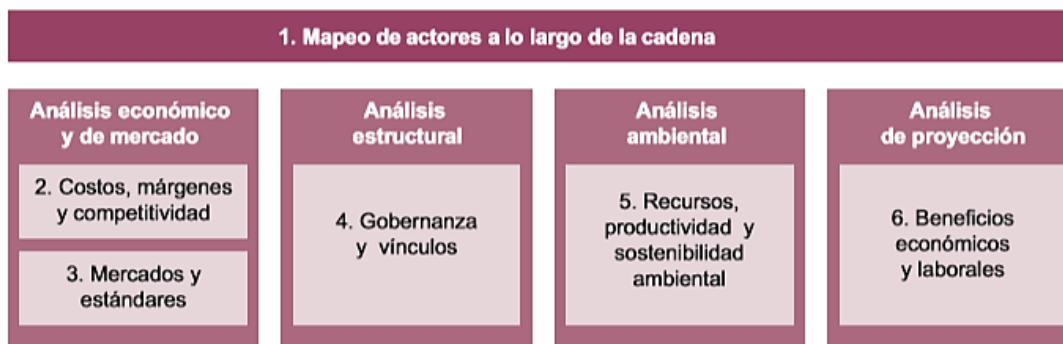 1. Mapeo de actores a lo largo de la cadena
Análisis económico
y de mercado
2. Costos, márgenes
y competitividad
3. Mercados y
estándares
Análisis
estructural
4. Gobernanza
y vínculos
Análisis
ambiental
5. Recursos,
productividad y
sostenibilidad
ambiental
Análisis
de proyección
6. Beneficios
económicos
y laborales